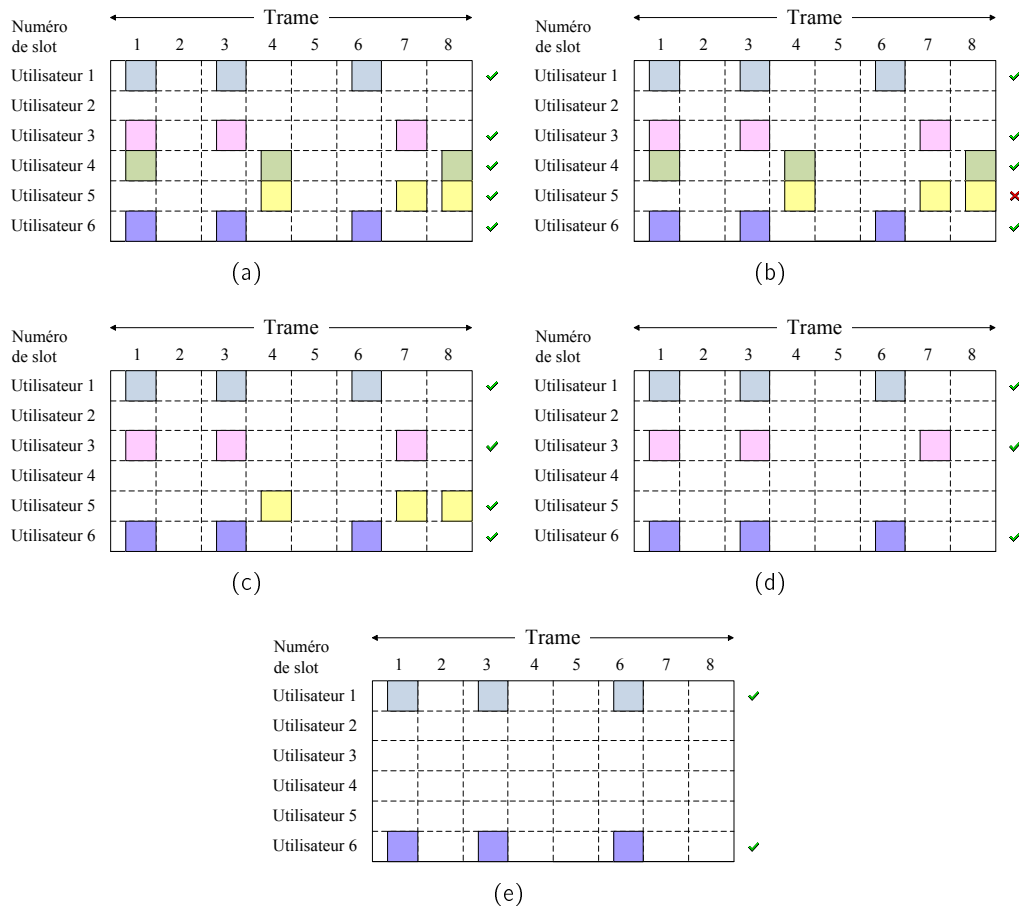 Trame
Numéro
de slot
1 2 3 4 5 6 7 8
Utilisateur 1
Utilisateur 2
Utilisateur 3
Utilisateur 4
Utilisateur 5
Utilisateur 6
(a)
Trame
Numéro
de slot
1 2 3 4 5 6 7 8
Utilisateur 1
Utilisateur 2
Utilisateur 3
Utilisateur 4
Utilisateur 5
Utilisateur 6
(b)
Trame
Numéro
de slot
1 2 3 4 5 6 7 8
Utilisateur 1
Utilisateur 2
Utilisateur 3
Utilisateur 4
Utilisateur 5
Utilisateur 6
(c)
Trame
Numéro
de slot
1 2 3 4 5 6 7 8
Utilisateur 1
Utilisateur 2
Utilisateur 3
Utilisateur 4
Utilisateur 5
Utilisateur 6
(d)
Trame
Numéro
de slot
1 2 3 4 5 6 7 8
Utilisateur 1
Utilisateur 2
Utilisateur 3
Utilisateur 4
Utilisateur 5
Utilisateur 6
(e)